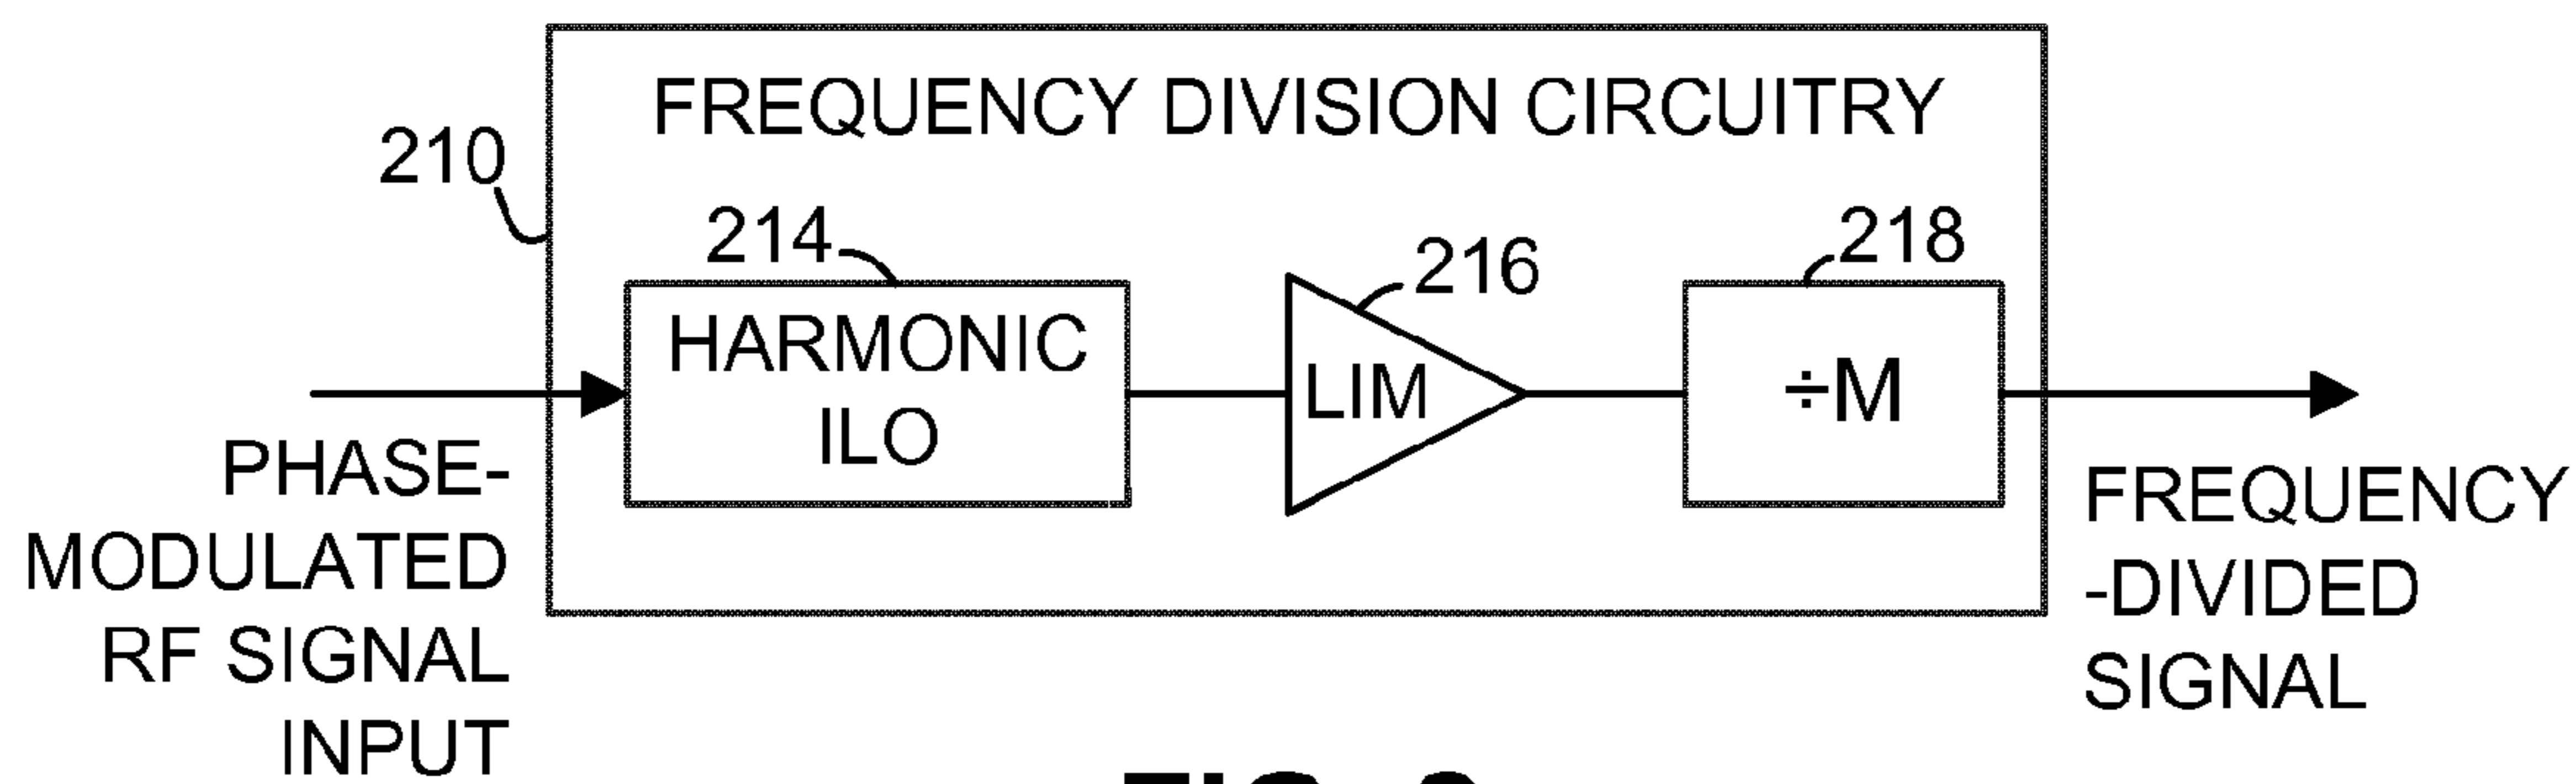 FREQUENCY DIVISION CIRCUITRY
210
214
216
218
HARMONIC
ILO
LIM
÷M
PHASE-
MODULATED
RF SIGNAL
INPUT
FREQUENCY
-DIVIDED
SIGNAL